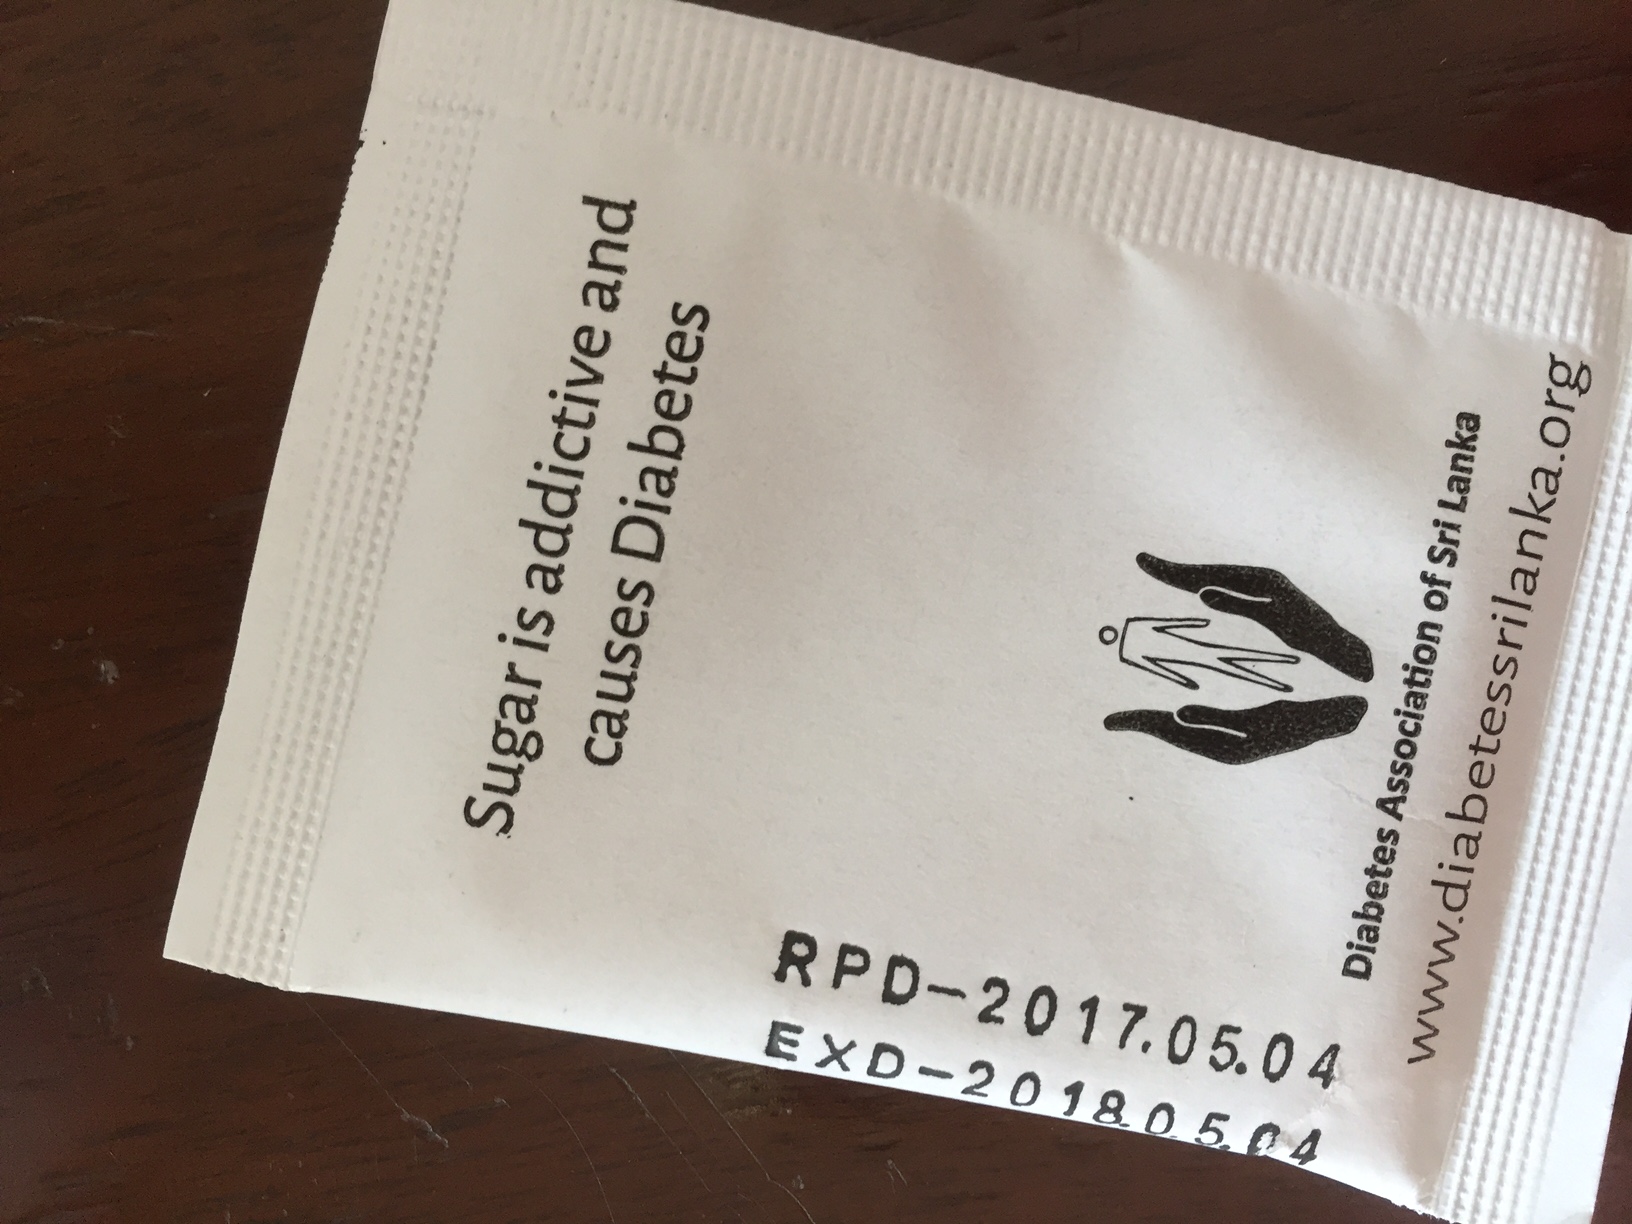 Sugar is addictive and
causes Diabetes
Diabetes Association of Sri Lanka
www.diabetessrilanka.org
RPD-2017.05.04
EXD-2018.05.04